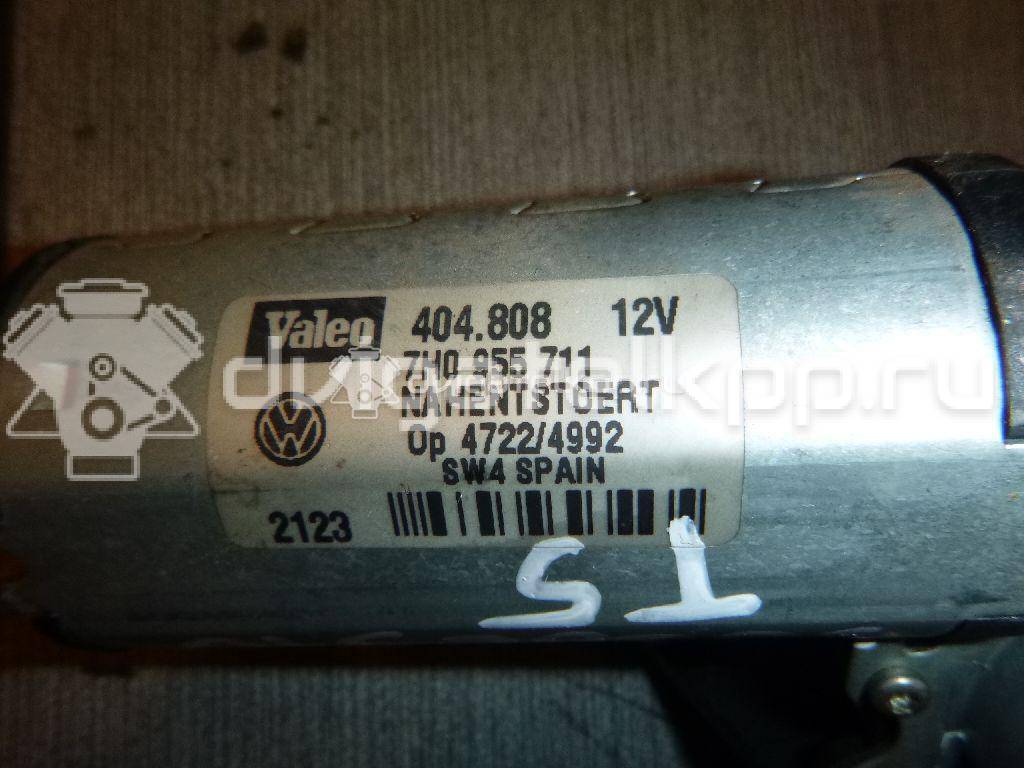 Valeo 404.808 12V
7H0 955 711
NAHENTSTOERT
Op 4722/4992
SW4 SPAIN
2123
T5